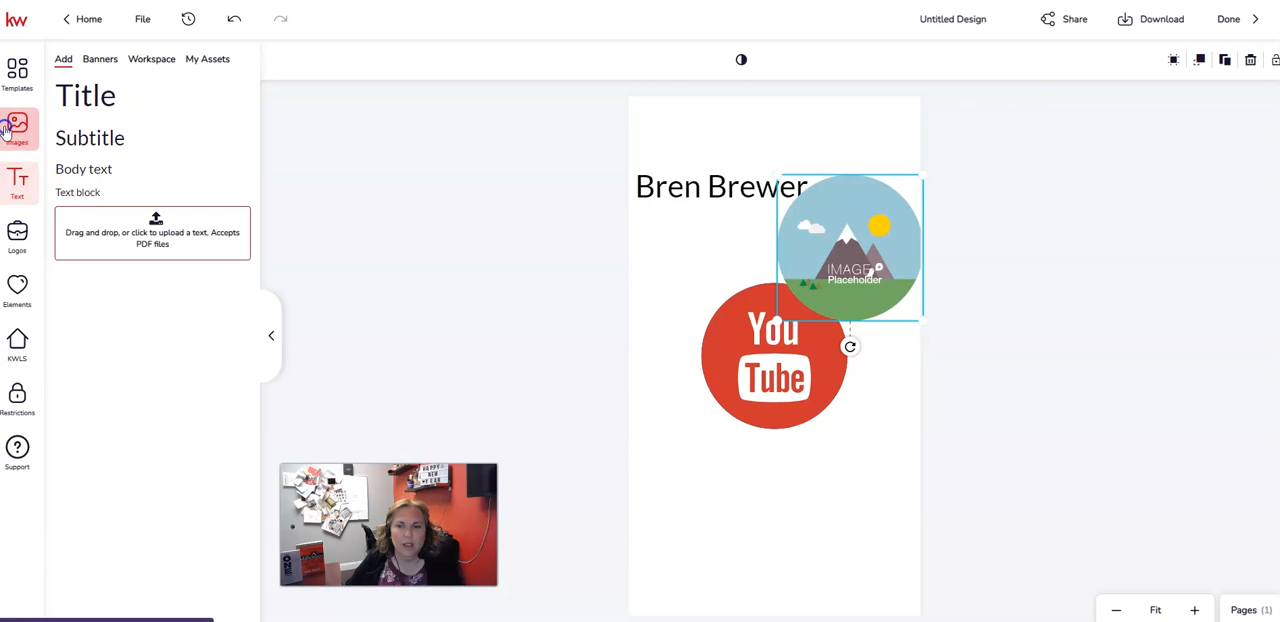 kw
Home
File
Untitled Design
Share
Download
Done
Templates
Images
Text
Logos
Elements
KWLS
Restrictions
Support
Add
Banners
Workspace
My Assets
Title
Subtitle
Body text
Text block
Drag and drop, or click to upload a text. Accepts
PDF files
Bren Brewer
IMAGE
Placeholder
You
Tube
HAPPY
NEW
YEAR
Fit
Pages (1)